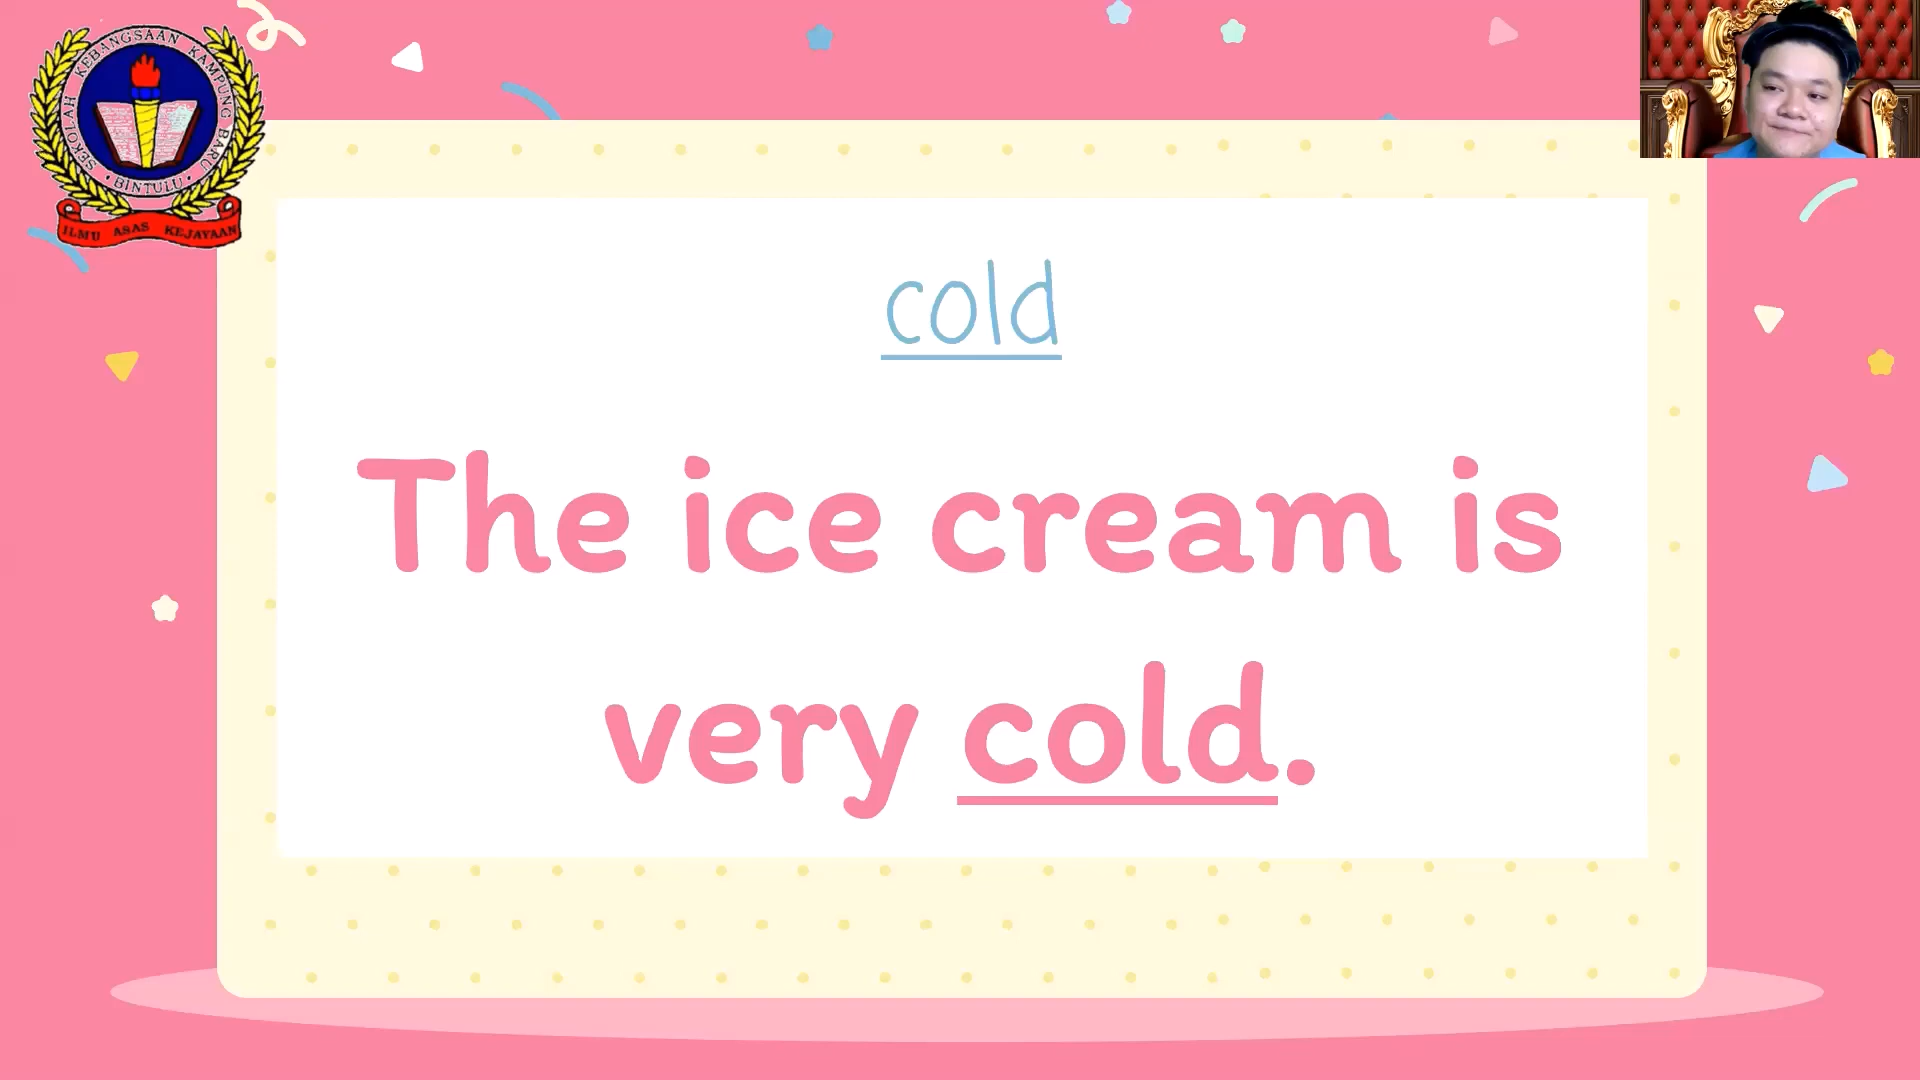 SEKOLAH KEBANGSAAN KAMPUNG BARU
• BINTULU •
ILMU ASAS KEJAYAAN
cold
The ice cream is
very cold.